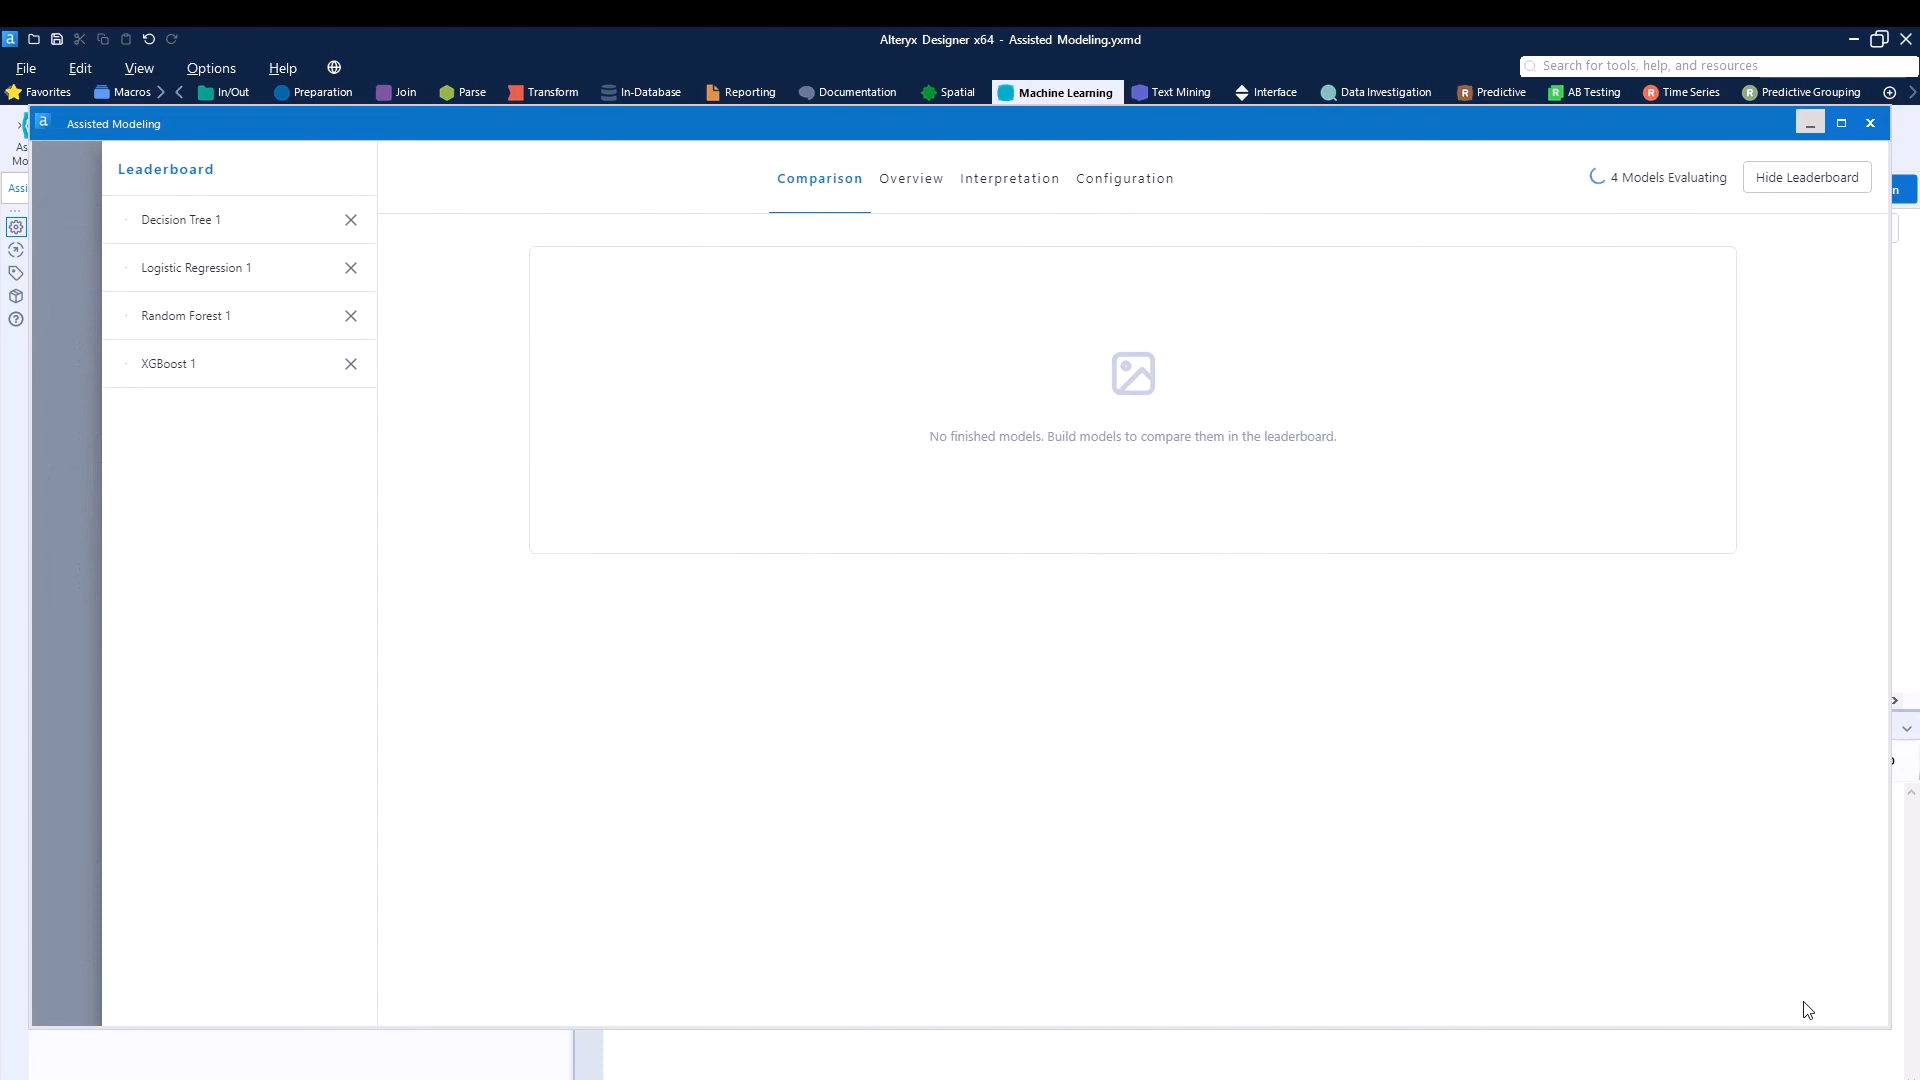 Alteryx Designer x64 - Assisted Modeling.yxmd
File Edit View Options Help
Search for tools, help, and resources
Favorites Macros In/Out Preparation Join Parse Transform In-Database Reporting Documentation Spatial Machine Learning Text Mining Interface Data Investigation Predictive AB Testing Time Series Predictive Grouping
Assisted Modeling
As
Mo
Assi
Leaderboard
Comparison Overview Interpretation Configuration
4 Models Evaluating
Hide Leaderboard
n
Decision Tree 1
Logistic Regression 1
Random Forest 1
XGBoost 1
No finished models. Build models to compare them in the leaderboard.